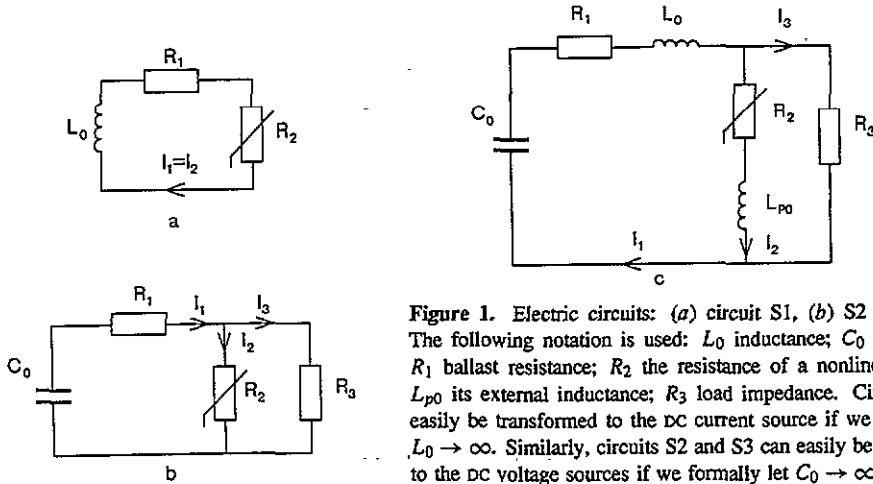 R₁
L₀
R₂
I₁=I₂
a
R₁
L₀
I₃
C₀
R₂
R₃
Lₚ₀
I₁
I₂
c
R₁
I₁
I₃
I₂
C₀
R₂
R₃
b
Figure 1. Electric circuits: (a) circuit S1, (b) S2
The following notation is used: L₀ inductance; C₀
R₁ ballast resistance; R₂ the resistance of a nonline
Lₚ₀ its external inductance; R₃ load impedance. Ci
easily be transformed to the DC current source if we
L₀ → ∞. Similarly, circuits S2 and S3 can easily be
to the DC voltage sources if we formally let C₀ → ∞